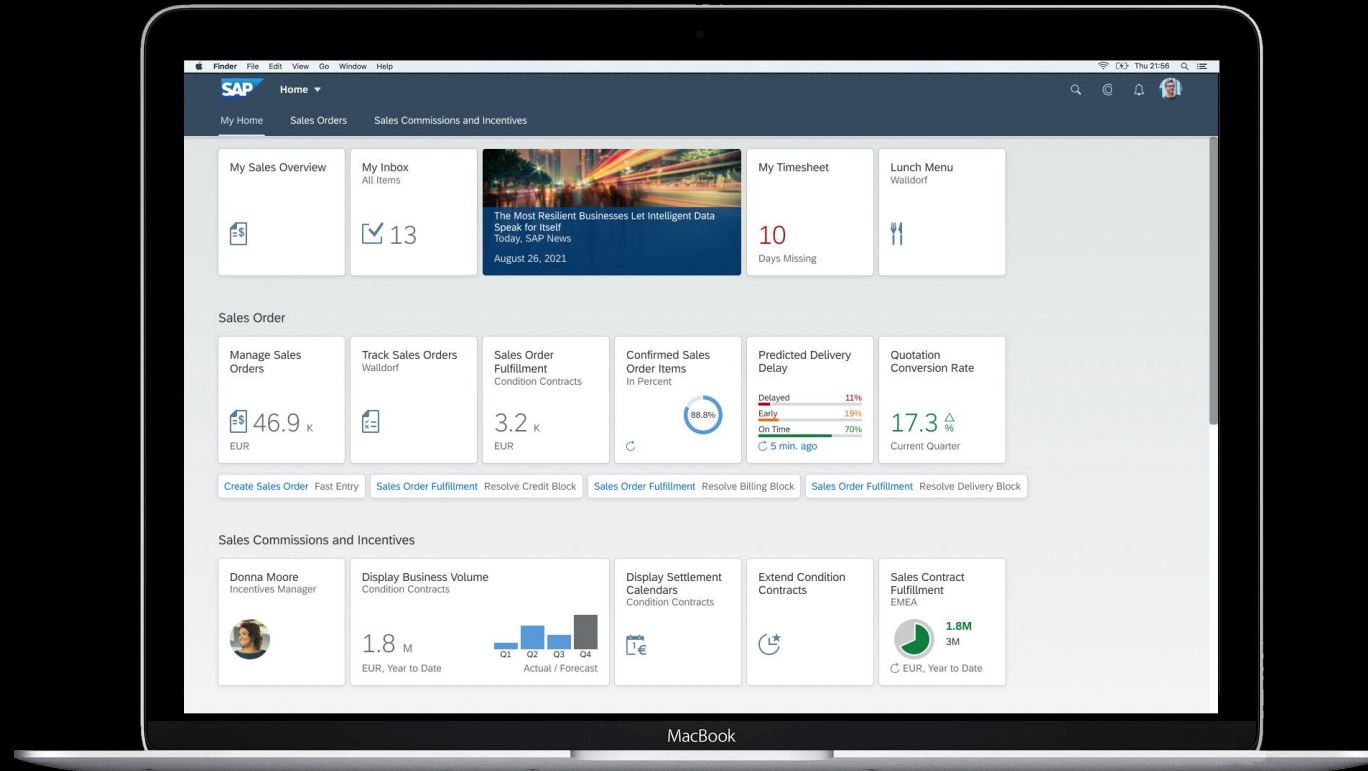 Finder File Edit View Go Window Help Thu 21:56
SAP Home
My Home Sales Orders Sales Commissions and Incentives
My Sales Overview
My Inbox
All Items
13
The Most Resilient Businesses Let Intelligent Data
Speak for Itself
Today, SAP News
August 26, 2021
My Timesheet
10
Days Missing
Lunch Menu
Walldorf
Sales Order
Manage Sales
Orders
46.9 K
EUR
Track Sales Orders
Walldorf
Sales Order
Fulfillment
Condition Contracts
3.2 K
EUR
Confirmed Sales
Order Items
In Percent
88.8%
Predicted Delivery
Delay
Delayed 11%
Early 19%
On Time 70%
5 min. ago
Quotation
Conversion Rate
17.3 %
Current Quarter
Create Sales Order Fast Entry
Sales Order Fulfillment Resolve Credit Block
Sales Order Fulfillment Resolve Billing Block
Sales Order Fulfillment Resolve Delivery Block
Sales Commissions and Incentives
Donna Moore
Incentives Manager
Display Business Volume
Condition Contracts
1.8 M
EUR, Year to Date
Q1 Q2 Q3 Q4
Actual / Forecast
Display Settlement
Calendars
Condition Contracts
1 €
Extend Condition
Contracts
Sales Contract
Fulfillment
EMEA
1.8M
3M
EUR, Year to Date
MacBook